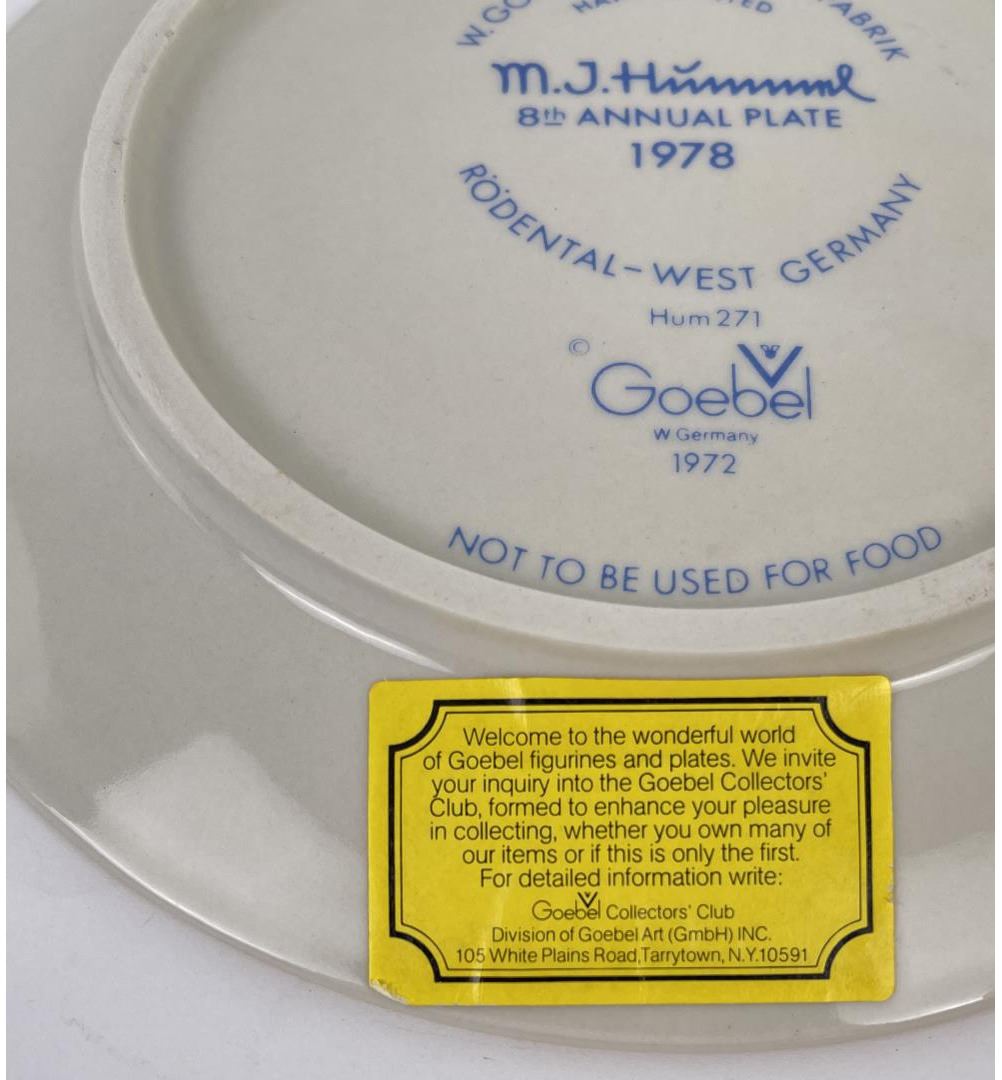 W. GO
FABRIK
M.J.Hümmel
8th ANNUAL PLATE
1978
RÖDENTAL-WEST GERMANY
Hum 271
© Goebel
W Germany
1972
NOT TO BE USED FOR FOOD
Welcome to the wonderful world
of Goebel figurines and plates. We invite
your inquiry into the Goebel Collectors'
Club, formed to enhance your pleasure
in collecting, whether you own many of
our items or if this is only the first.
For detailed information write:
Goebel Collectors' Club
Division of Goebel Art (GmbH) INC.
105 White Plains Road,Tarrytown, N.Y.10591